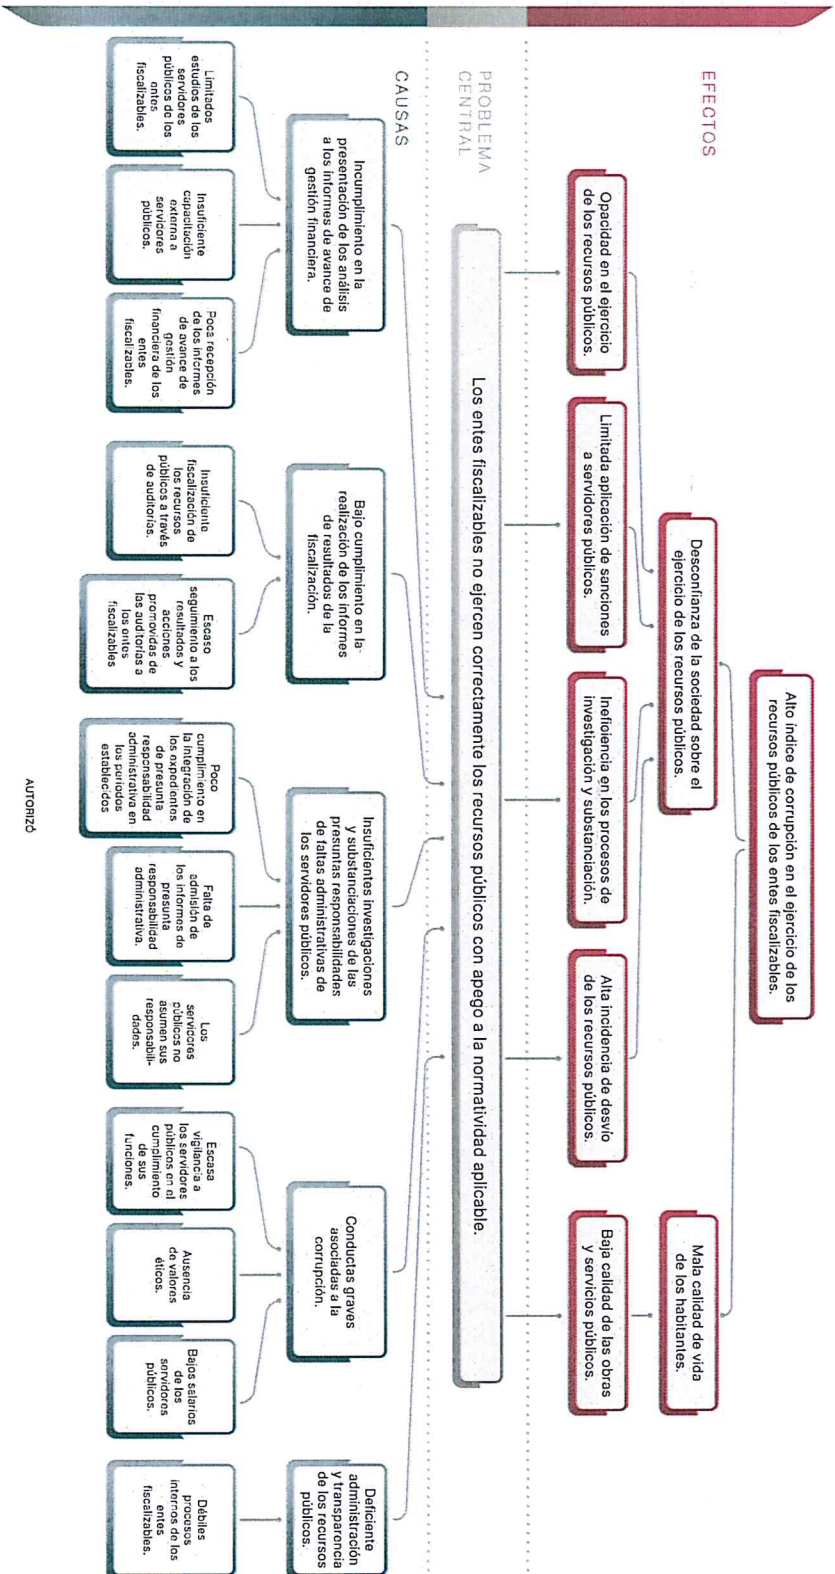 EFECTOS
Alto índice de corrupción en el ejercicio de los
recursos públicos de los entes fiscalizables.
Desconfianza de la sociedad sobre el
ejercicio de los recursos públicos.
Mala calidad de vida
de los habitantes.
Opacidad en el ejercicio
de los recursos públicos.
Limitada aplicación de sanciones
a servidores públicos.
Ineficiencia en los procesos de
investigación y substanciación.
Alta incidencia de desvío
de los recursos públicos.
Baja calidad de las obras
y servicios públicos.
PROBLEMA
CENTRAL
Los entes fiscalizables no ejercen correctamente los recursos públicos con apego a la normatividad aplicable.
CAUSAS
Incumplimiento en la
presentación de los análisis
a los informes de avance de
gestión financiera.
Bajo cumplimiento en la
realización de los informes
de resultados de la
fiscalización.
Insuficientes investigaciones
y substanciaciones de las
presuntas responsabilidades
de faltas administrativas de
los servidores públicos.
Conductas graves
asociadas a la
corrupción.
Deficiente
administración
y transparencia
de los recursos
públicos.
Limitados
estudios de los
servidores
públicos de los
entes
fiscalizables.
Insuficiente
capacitación
externa a
servidores
públicos.
Poca recepción
de los informes
de avance de
gestión
financiera de los
entes
fiscalizables.
Insuficiente
fiscalización de
los recursos
públicos a través
de auditorías.
Escaso
seguimiento a los
resultados y
acciones
promovidas de
las auditorías a
los entes
fiscalizables
Poco
cumplimiento en
la integración de
los expedientes
de presunta
responsabilidad
administrativa en
los periodos
establecidos
Falta de
admisión de
los informes de
presunta
responsabilidad
administrativa.
Los
servidores
públicos no
asumen sus
responsabili-
dades.
Escasa
vigilancia a
los servidores
públicos en el
cumplimiento
de sus
funciones.
Ausencia
de valores
éticos.
Bajos salarios
de los
servidores
públicos.
Débiles
procesos
internos de los
entes
fiscalizables.
AUTORIZÓ